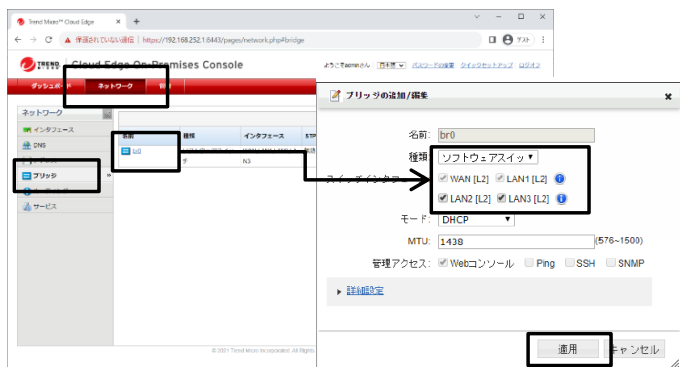 Trend Micro™ Cloud Edge
保護されていない通信 | https://192.168.252.1:8443/pages/network.php#bridge
テスト
TREND MICRO Cloud Edge On-Premises Console
ようこそadminさん 日本語 パスワードの変更 クイックセットアップ ログオフ
ダッシュボード ネットワーク 管理
ネットワーク
インタフェース
DNS
ブリッジ
サービス
名前 種類 インタフェース STP
br0
チ N3
© 2021 Trend Micro Incorporated. All Rights
ブリッジの追加/編集
名前: br0
種類: ソフトウェアスイッ
スイッチインタフェー
WAN [L2] LAN1 [L2]
LAN2 [L2] LAN3 [L2]
モード: DHCP
MTU: 1438 (576~1500)
管理アクセス: Webコンソール Ping SSH SNMP
詳細設定
適用 キャンセル